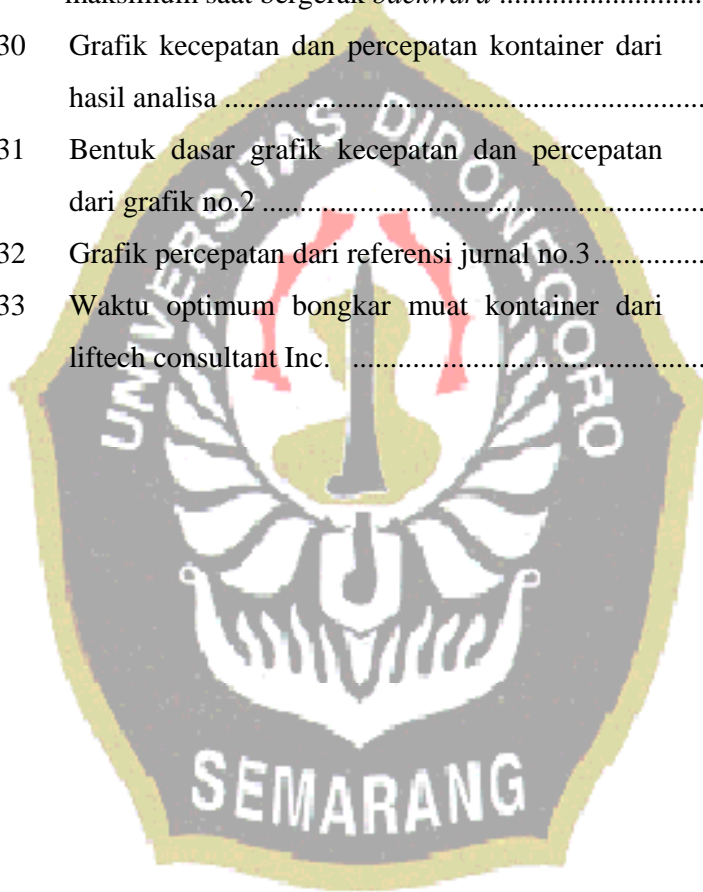 maksimum saat bergerak backward ........................
30 Grafik kecepatan dan percepatan kontainer dari
hasil analisa ................................................................
31 Bentuk dasar grafik kecepatan dan percepatan
dari grafik no.2 ...........................................................
32 Grafik percepatan dari referensi jurnal no.3 ..............
33 Waktu optimum bongkar muat kontainer dari
liftech consultant Inc. ...............................................
UNIVERSITAS DIPONEGORO
SEMARANG